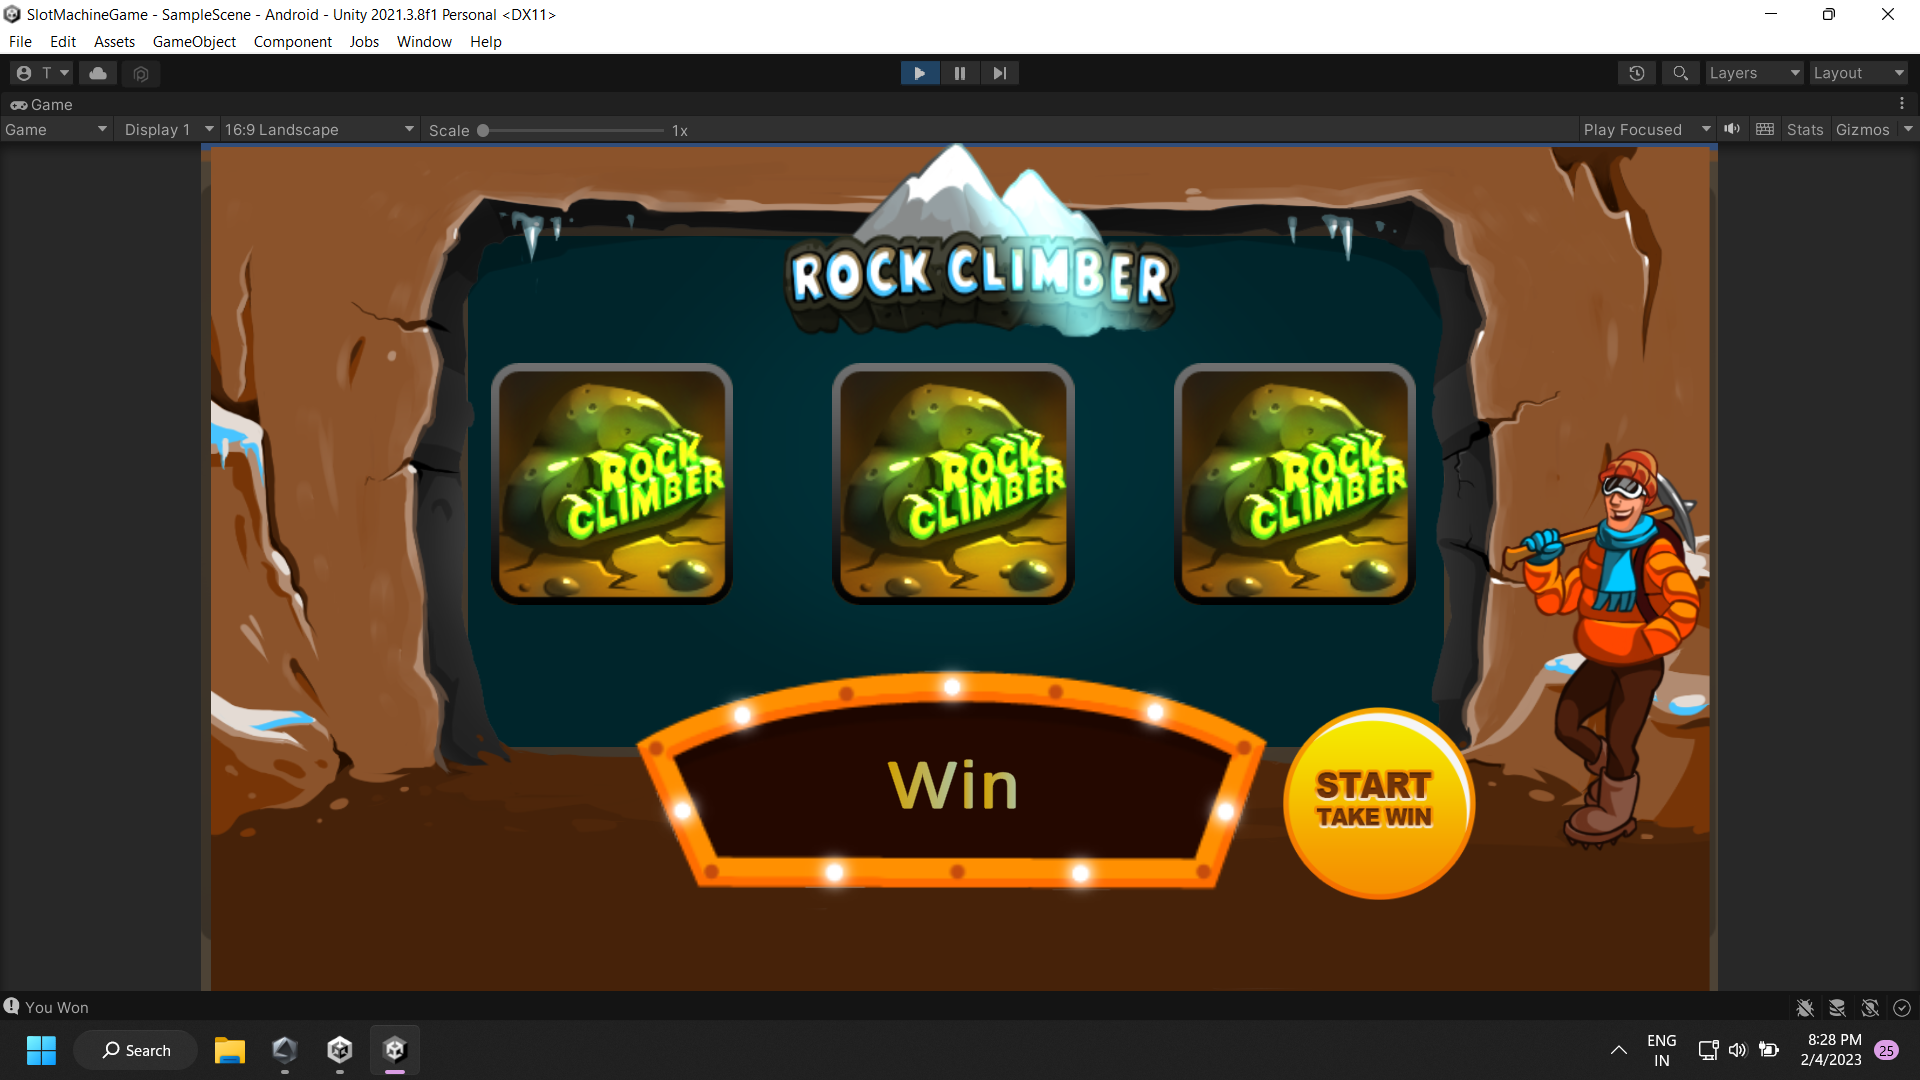 SlotMachineGame - SampleScene - Android - Unity 2021.3.8f1 Personal <DX11>
File Edit Assets GameObject Component Jobs Window Help
T
Layers
Layout
Game
Game
Display 1
16:9 Landscape
Scale
1x
Play Focused
Stats
Gizmos
ROCK CLIMBER
ROCK
CLIMBER
ROCK
CLIMBER
ROCK
CLIMBER
Win
START
TAKE WIN
You Won
Search
ENG
IN
8:28 PM
2/4/2023
25